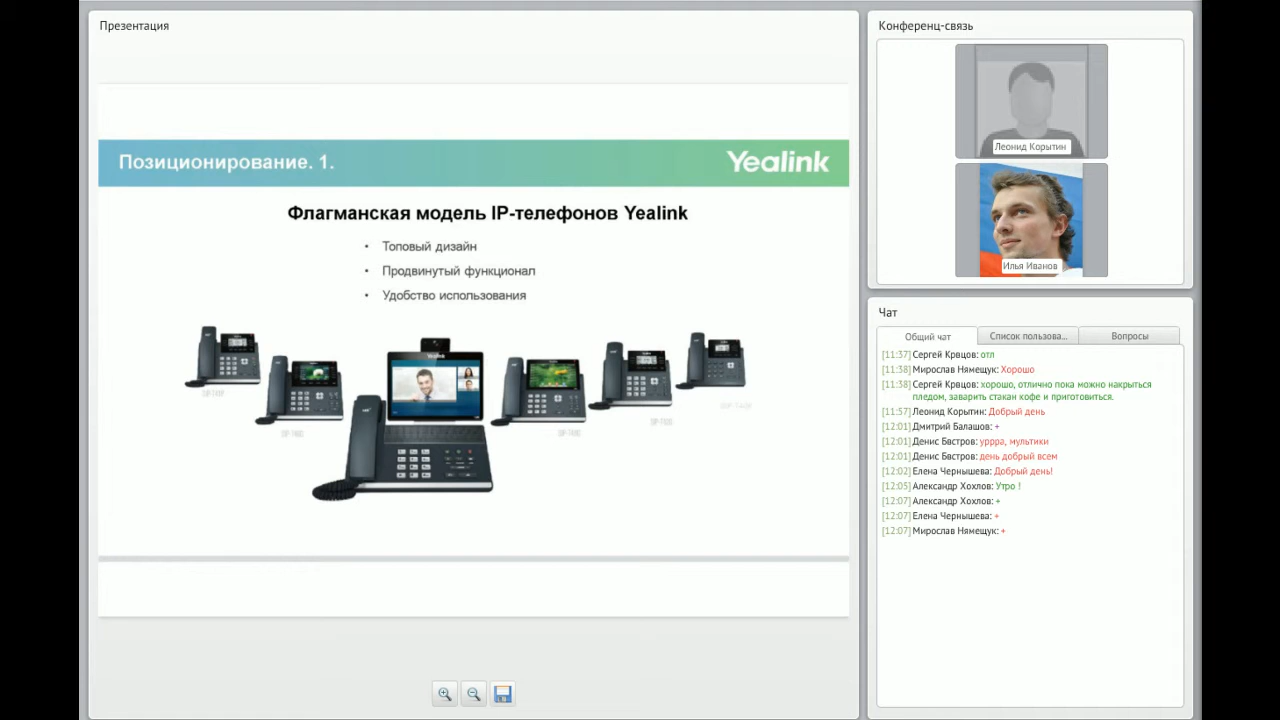 Презентация
Позиционирование. 1.
Yealink
Флагманская модель IP-телефонов Yealink
• Топовый дизайн
• Продвинутый функционал
• Удобство использования
Конференц-связь
Леонид Корытин
Илья Иванов
Чат
Общий чат
Список пользова...
Вопросы
[11:37] Сергей Крвцов: отл
[11:38] Мирослав Нямещук: Хорошо
[11:38] Сергей Крвцов: хорошо, отлично пока можно накрыться
пледом, заварить стакан кофе и приготовиться.
[11:57] Леонид Корытин: Добрый день
[12:01] Дмитрий Балашов: +
[12:01] Денис Бвстров: уррра, мультики
[12:01] Денис Бвстров: день добрый всем
[12:02] Елена Чернышева: Добрый день!
[12:05] Александр Хохлов: Утро !
[12:07] Александр Хохлов: +
[12:07] Елена Чернышева: +
[12:07] Мирослав Нямещук: +